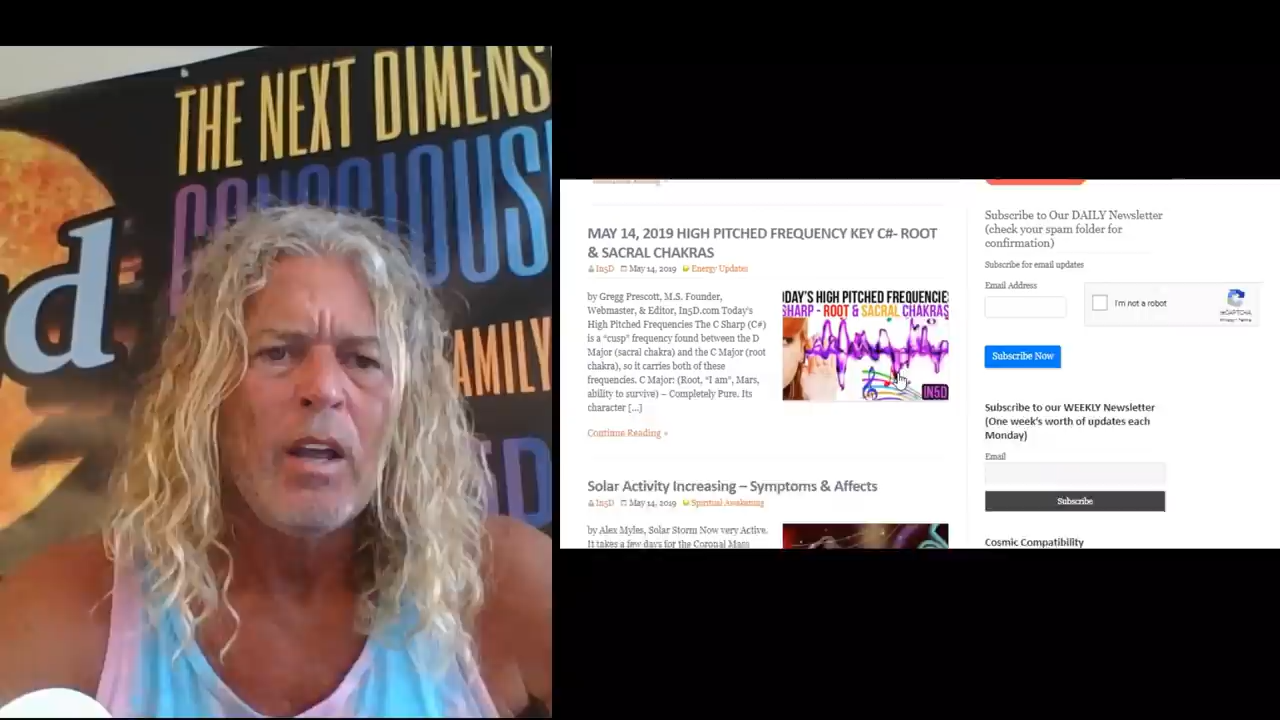 THE NEXT DIMENS
CONSCIOUS
d
AMILY
5D
MAY 14, 2019 HIGH PITCHED FREQUENCY KEY C#- ROOT
& SACRAL CHAKRAS
In5D May 14, 2019 Energy Updates
by Gregg Prescott, M.S. Founder,
Webmaster, & Editor, In5D.com Today's
High Pitched Frequencies The C Sharp (C#)
is a "cusp" frequency found between the D
Major (sacral chakra) and the C Major (root
chakra), so it carries both of these
frequencies. C Major: (Root, "I am", Mars,
ability to survive) – Completely Pure. Its
character [...]
Continue Reading »
ODAY'S HIGH PITCHED FREQUENCIE
SHARP - ROOT & SACRAL CHAKRAS
IN5D
Solar Activity Increasing – Symptoms & Affects
In5D May 14, 2019 Spiritual Awakening
by Alex Myles, Solar Storm Now very Active.
It takes a few days for the Coronal Mass
Subscribe to Our DAILY Newsletter
(check your spam folder for
confirmation)
Subscribe for email updates
Email Address
I'm not a robot
reCAPTCHA
Privacy - Terms
Subscribe Now
Subscribe to our WEEKLY Newsletter
(One week's worth of updates each
Monday)
Email
Subscribe
Cosmic Compatibility